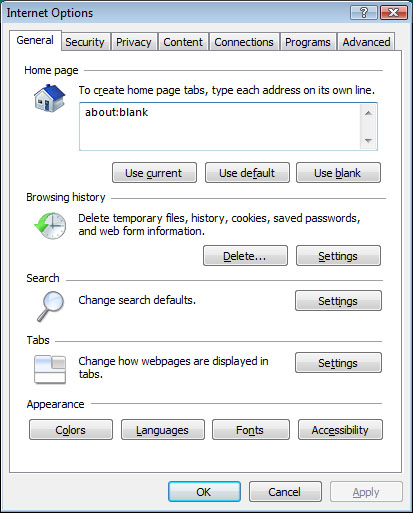 Internet Options
General Security Privacy Content Connections Programs Advanced
Home page
To create home page tabs, type each address on its own line.
about:blank
Use current Use default Use blank
Browsing history
Delete temporary files, history, cookies, saved passwords,
and web form information.
Delete... Settings
Search
Change search defaults. Settings
Tabs
Change how webpages are displayed in
tabs.
Settings
Appearance
Colors Languages Fonts Accessibility
OK Cancel Apply